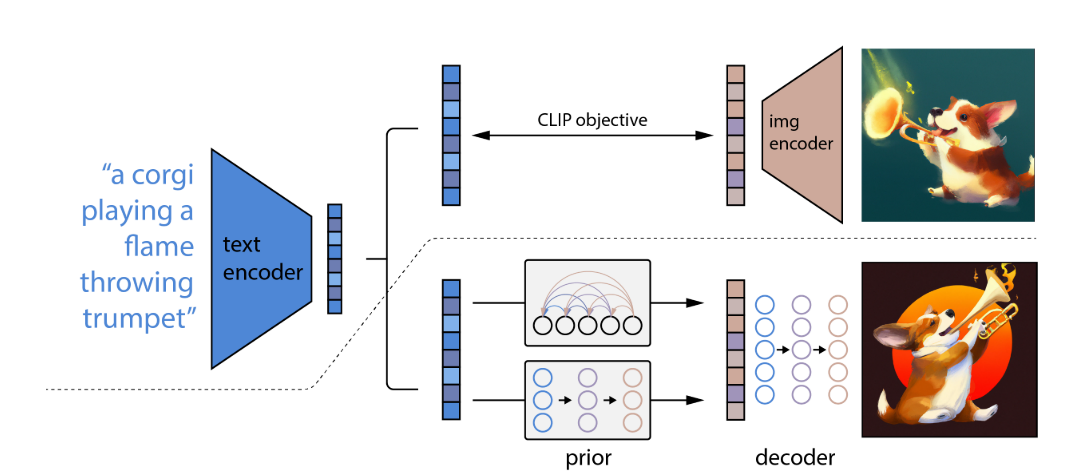 “a corgi
playing a
flame
throwing
trumpet”
text
encoder
CLIP objective
img
encoder
prior
decoder